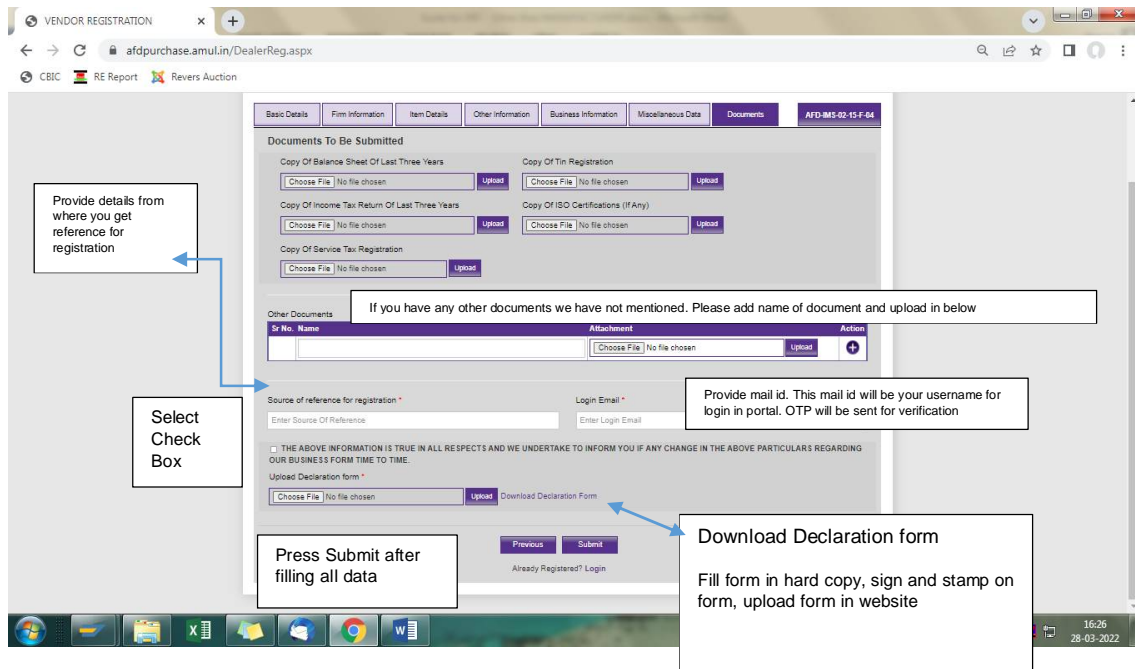 VENDOR REGISTRATION
afdpurchase.amul.in/DealerReg.aspx
CBIC RE Report Revers Auction
Basic Details Firm Information Item Details Other Information Business Information Miscellaneous Data Documents AFD-IMS-02-15-F-04
Documents To Be Submitted
Copy Of Balance Sheet Of Last Three Years Copy Of Tin Registration
Choose File No file chosen Upload Choose File No file chosen Upload
Copy Of Income Tax Return Of Last Three Years Copy Of ISO Certifications (If Any)
Choose File No file chosen Upload Choose File No file chosen Upload
Copy Of Service Tax Registration
Choose File No file chosen Upload
Provide details from
where you get
reference for
registration
If you have any other documents we have not mentioned. Please add name of document and upload in below
Other Documents
Sr No. Name Attachment Action
Choose File No file chosen Upload
Source of reference for registration * Login Email *
Enter Source Of Reference Enter Login Email
Provide mail id. This mail id will be your username for
login in portal. OTP will be sent for verification
Select
Check
Box
THE ABOVE INFORMATION IS TRUE IN ALL RESPECTS AND WE UNDERTAKE TO INFORM YOU IF ANY CHANGE IN THE ABOVE PARTICULARS REGARDING
OUR BUSINESS FORM TIME TO TIME.
Upload Declaration form *
Choose File No file chosen Upload Download Declaration Form
Press Submit after
filling all data
Previous Submit
Already Registered? Login
Download Declaration form
Fill form in hard copy, sign and stamp on
form, upload form in website
16:26
28-03-2022